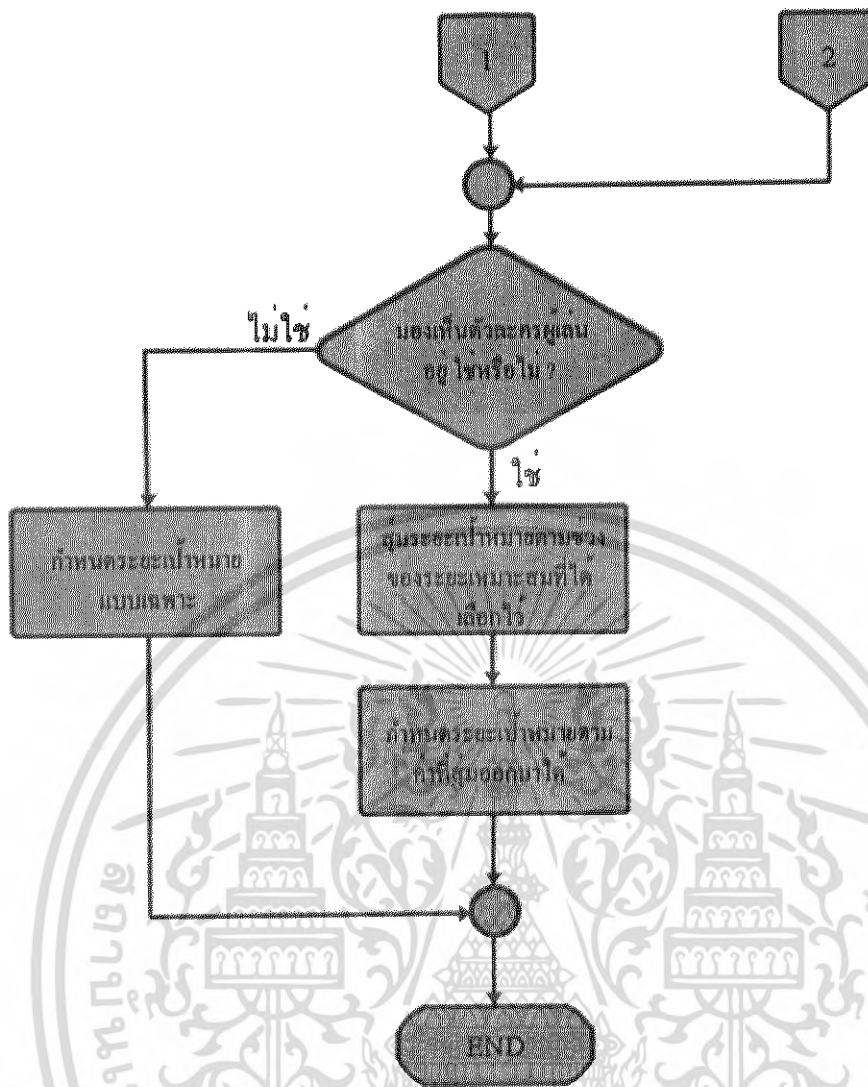 1
2
มองเห็นตัวละครผู้เล่น
อยู่ ใช่หรือไม่ ?
ไม่ใช่
ใช่
กำหนดระยะเป้าหมาย
แบบเฉพาะ
สุ่มระยะเป้าหมายตามช่วง
ของระยะเหมาะสมที่ได้
เลือกไว้
กำหนดระยะเป้าหมายตาม
ค่าที่สุ่มออกมาได้
END